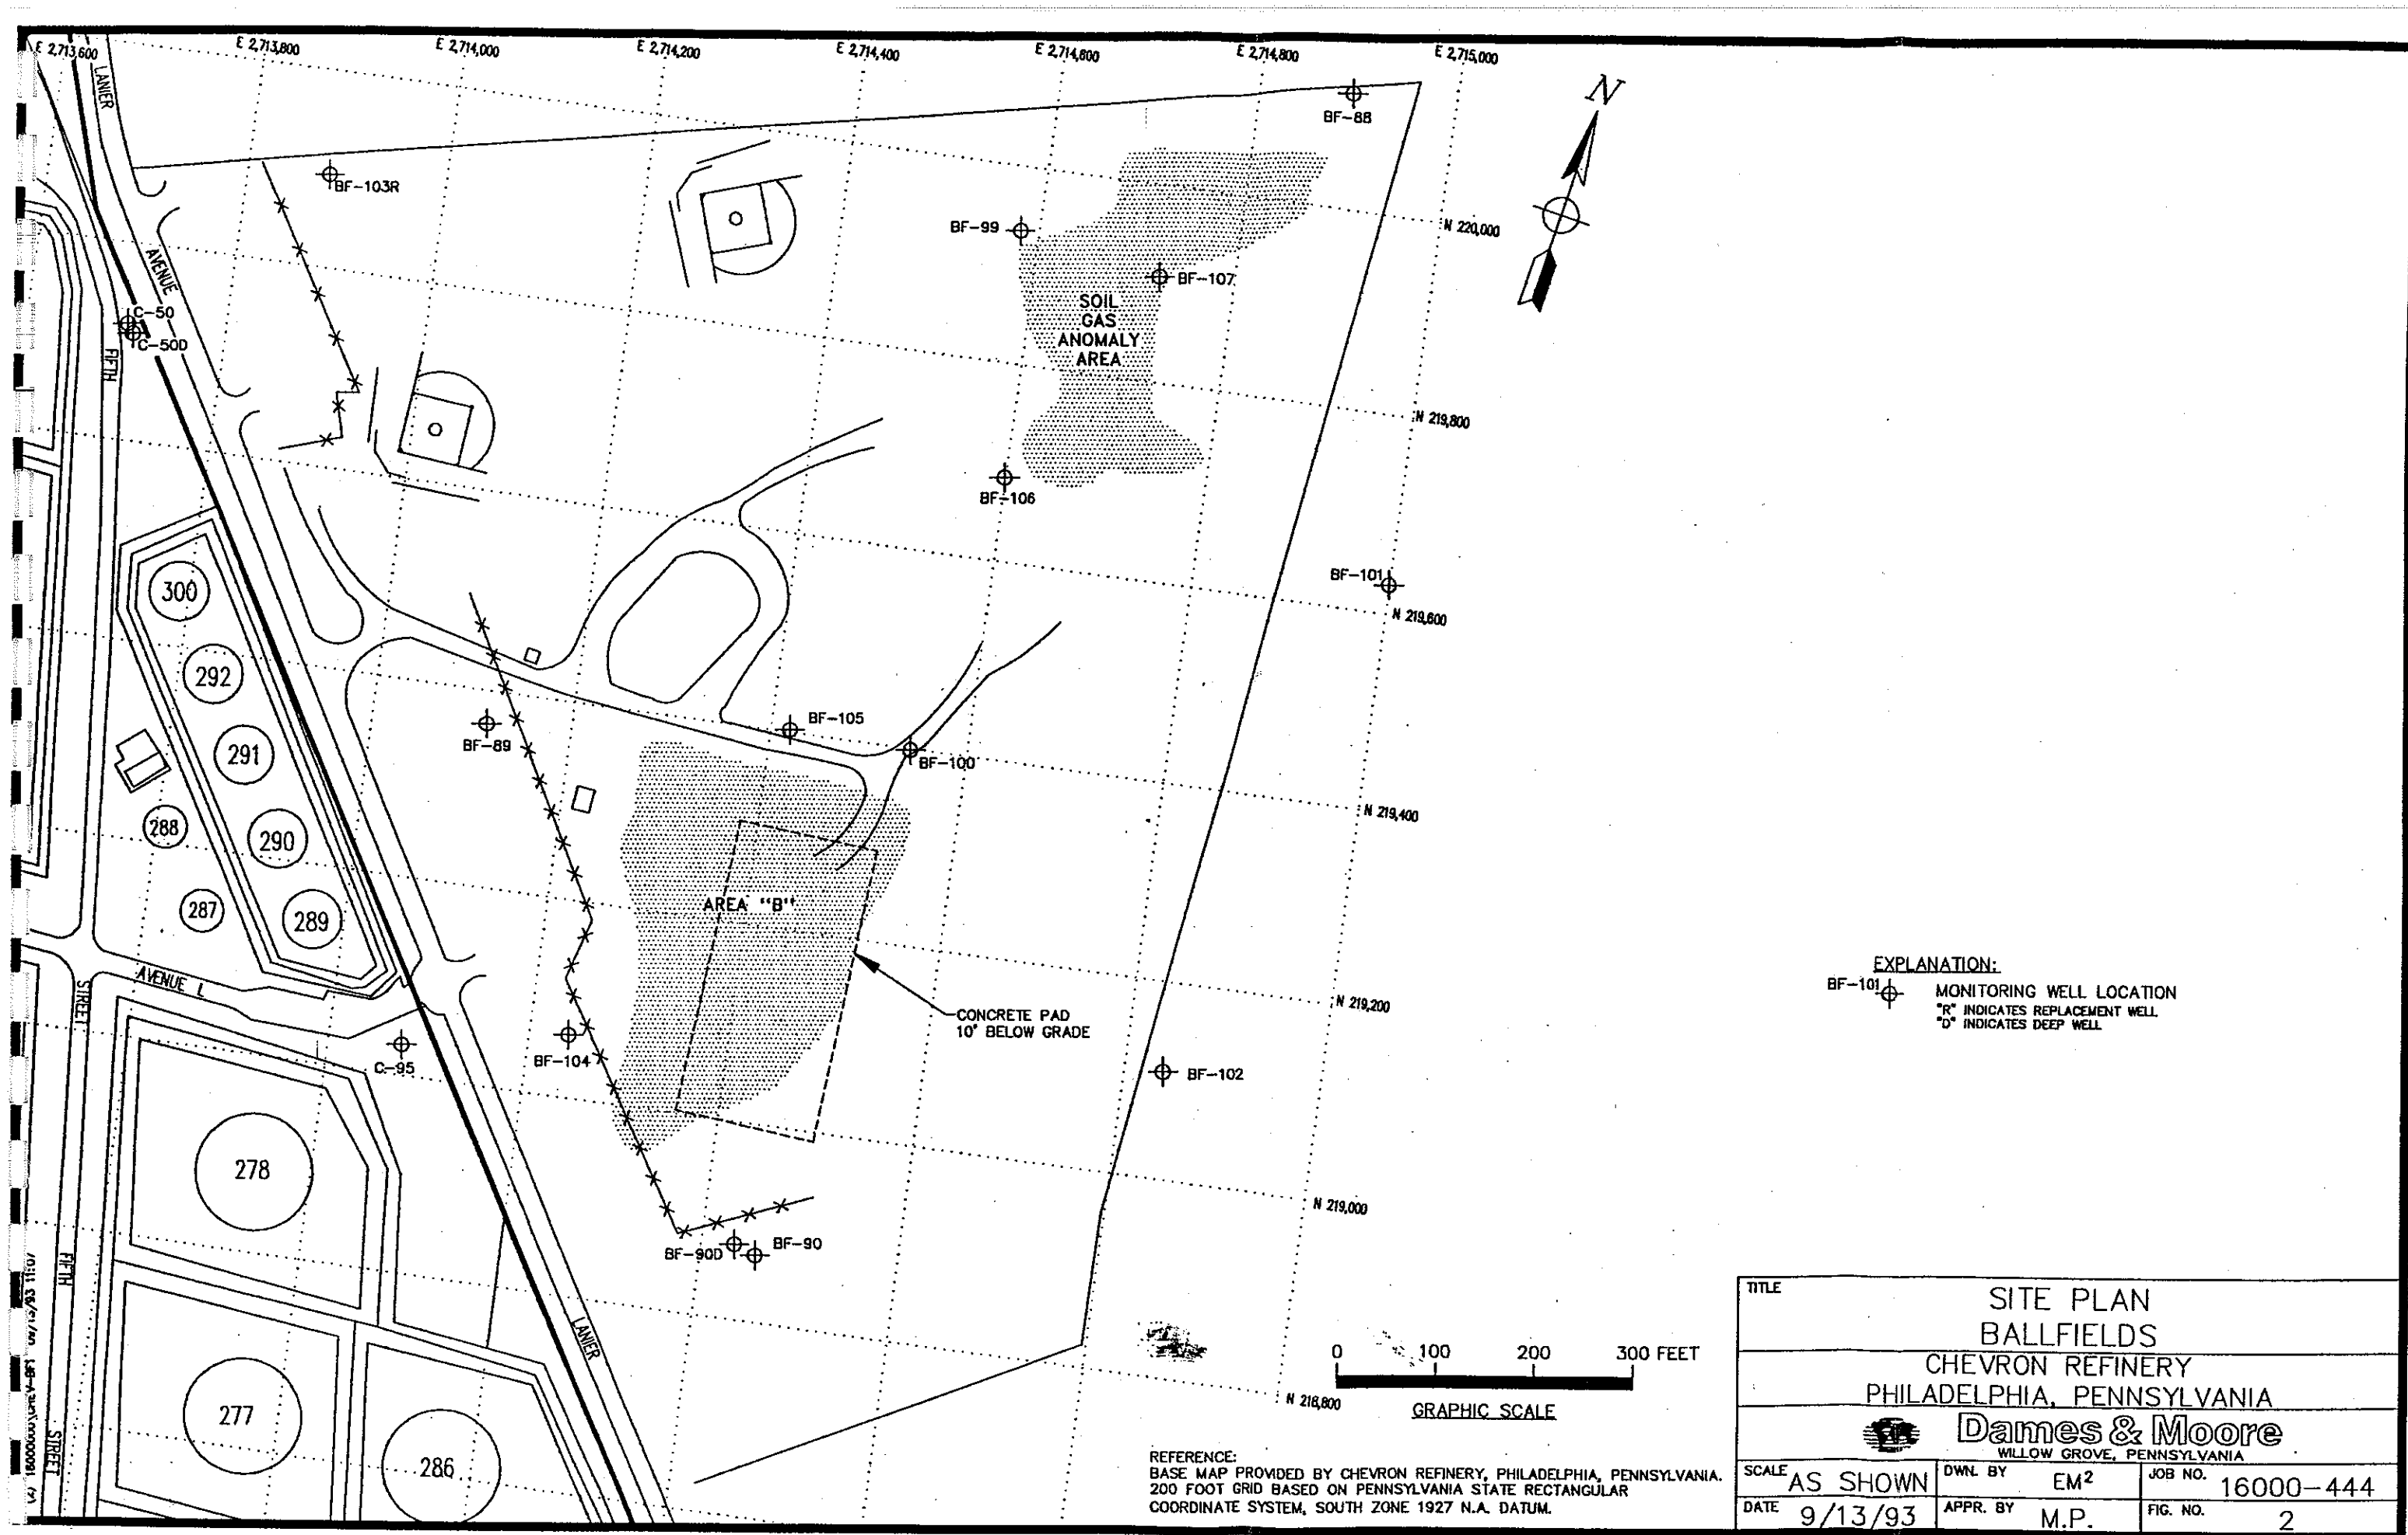 E 2,713,600
E 2,713,800
E 2,714,000
E 2,714,200
E 2,714,400
E 2,714,600
E 2,714,800
E 2,715,000
LANIER
AVENUE
N
BF-88
BF-103R
BF-99
N 220,000
BF-107
SOIL
GAS
ANOMALY
AREA
C-50
C-50D
FIFTH
N 219,800
BF-106
BF-101
N 219,600
300
292
291
290
289
288
287
BF-89
BF-105
BF-100
N 219,400
AREA "B"
AVENUE L
STREET
CONCRETE PAD
10" BELOW GRADE
N 219,200
BF-104
C-95
BF-102
EXPLANATION:
BF-101
MONITORING WELL LOCATION
"R" INDICATES REPLACEMENT WELL
"D" INDICATES DEEP WELL
278
N 219,000
BF-90D
BF-90
FIFTH
STREET
LANIER
277
286
0 100 200 300 FEET
GRAPHIC SCALE
N 218,800
REFERENCE:
BASE MAP PROVIDED BY CHEVRON REFINERY, PHILADELPHIA, PENNSYLVANIA.
200 FOOT GRID BASED ON PENNSYLVANIA STATE RECTANGULAR
COORDINATE SYSTEM, SOUTH ZONE 1927 N.A. DATUM.
TITLE
SITE PLAN
BALLFIELDS
CHEVRON REFINERY
PHILADELPHIA, PENNSYLVANIA
Dames & Moore
WILLOW GROVE, PENNSYLVANIA
SCALE AS SHOWN
DWN. BY EM²
JOB NO. 16000-444
DATE 9/13/93
APPR. BY M.P.
FIG. NO. 2